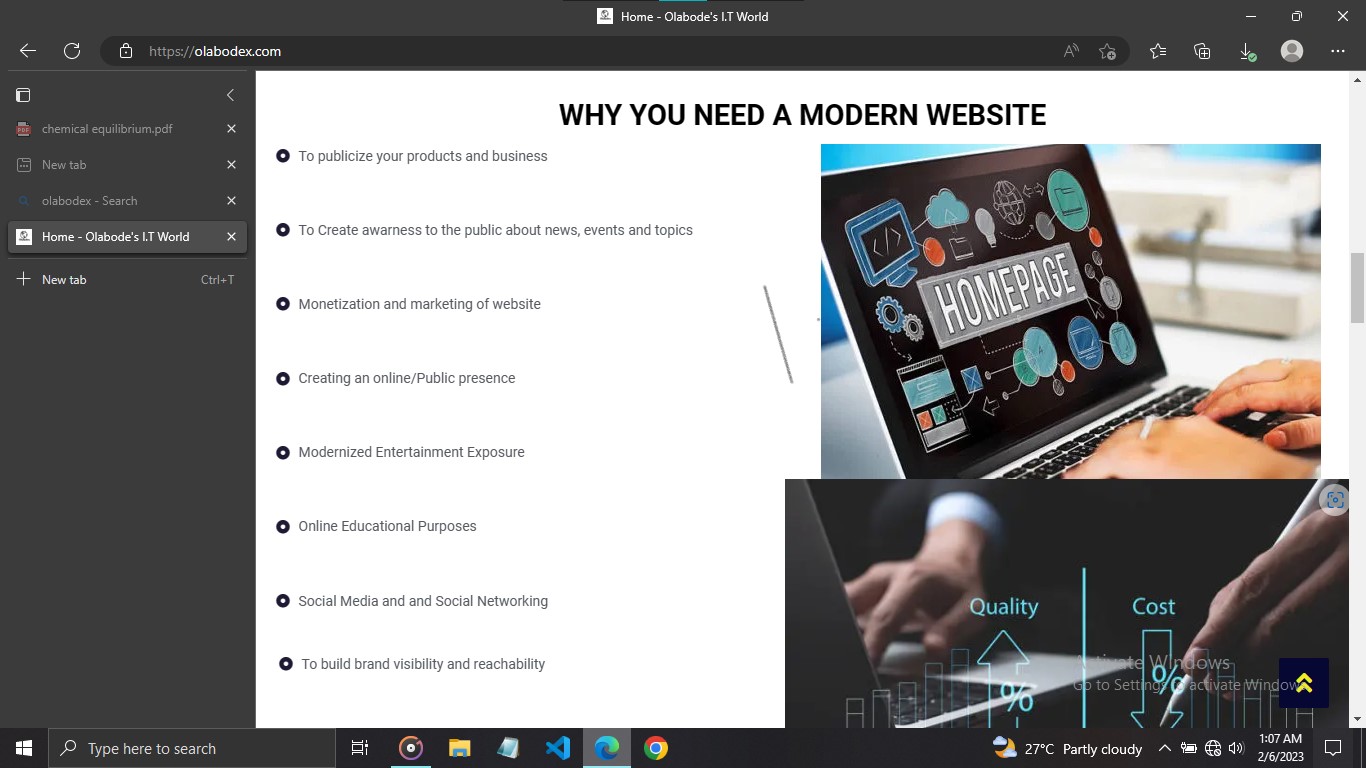 Home - Olabode's I.T World
https://olabodex.com
chemical equilibrium.pdf
New tab
olabodex - Search
Home - Olabode's I.T World
New tab Ctrl+T
WHY YOU NEED A MODERN WEBSITE
To publicize your products and business
To Create awarness to the public about news, events and topics
Monetization and marketing of website
Creating an online/Public presence
Modernized Entertainment Exposure
Online Educational Purposes
Social Media and and Social Networking
To build brand visibility and reachability
HOMEPAGE
Quality Cost
% %
Activate Windows
Go to Settings to activate Windows
Type here to search
27°C Partly cloudy
1:07 AM
2/6/2023